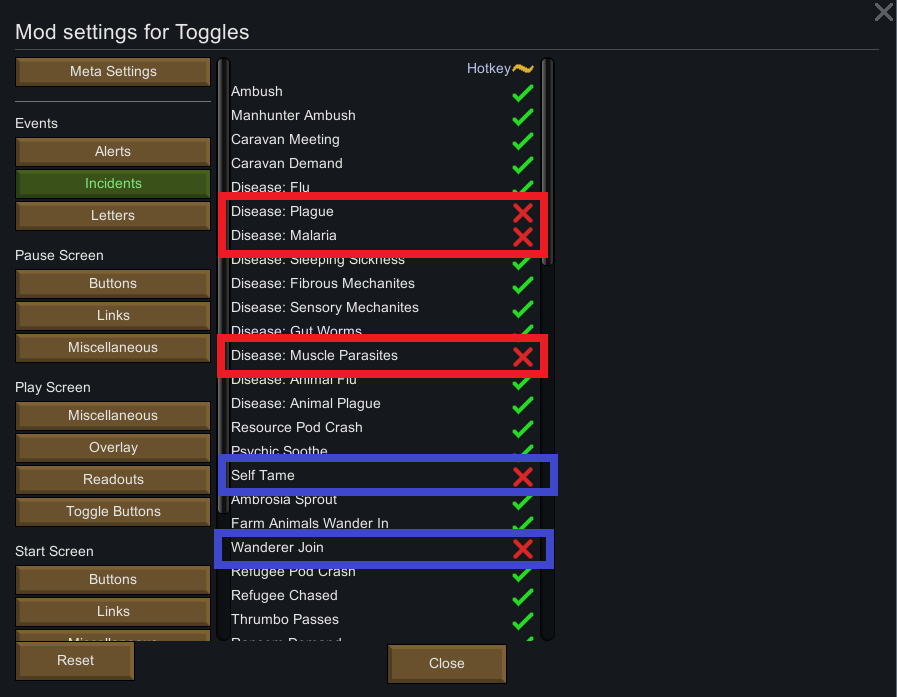 Mod settings for Toggles
Meta Settings
Events
Alerts
Incidents
Letters
Pause Screen
Buttons
Links
Miscellaneous
Play Screen
Miscellaneous
Overlay
Readouts
Toggle Buttons
Start Screen
Buttons
Links
Miscellaneous
Reset
Hotkey
Ambush
Manhunter Ambush
Caravan Meeting
Caravan Demand
Disease: Flu
Disease: Plague
Disease: Malaria
Disease: Sleeping Sickness
Disease: Fibrous Mechanites
Disease: Sensory Mechanites
Disease: Gut Worms
Disease: Muscle Parasites
Disease: Animal Flu
Disease: Animal Plague
Resource Pod Crash
Psychic Soothe
Self Tame
Ambrosia Sprout
Farm Animals Wander In
Wanderer Join
Refugee Pod Crash
Refugee Chased
Thrumbo Passes
Ransom Demand
Close